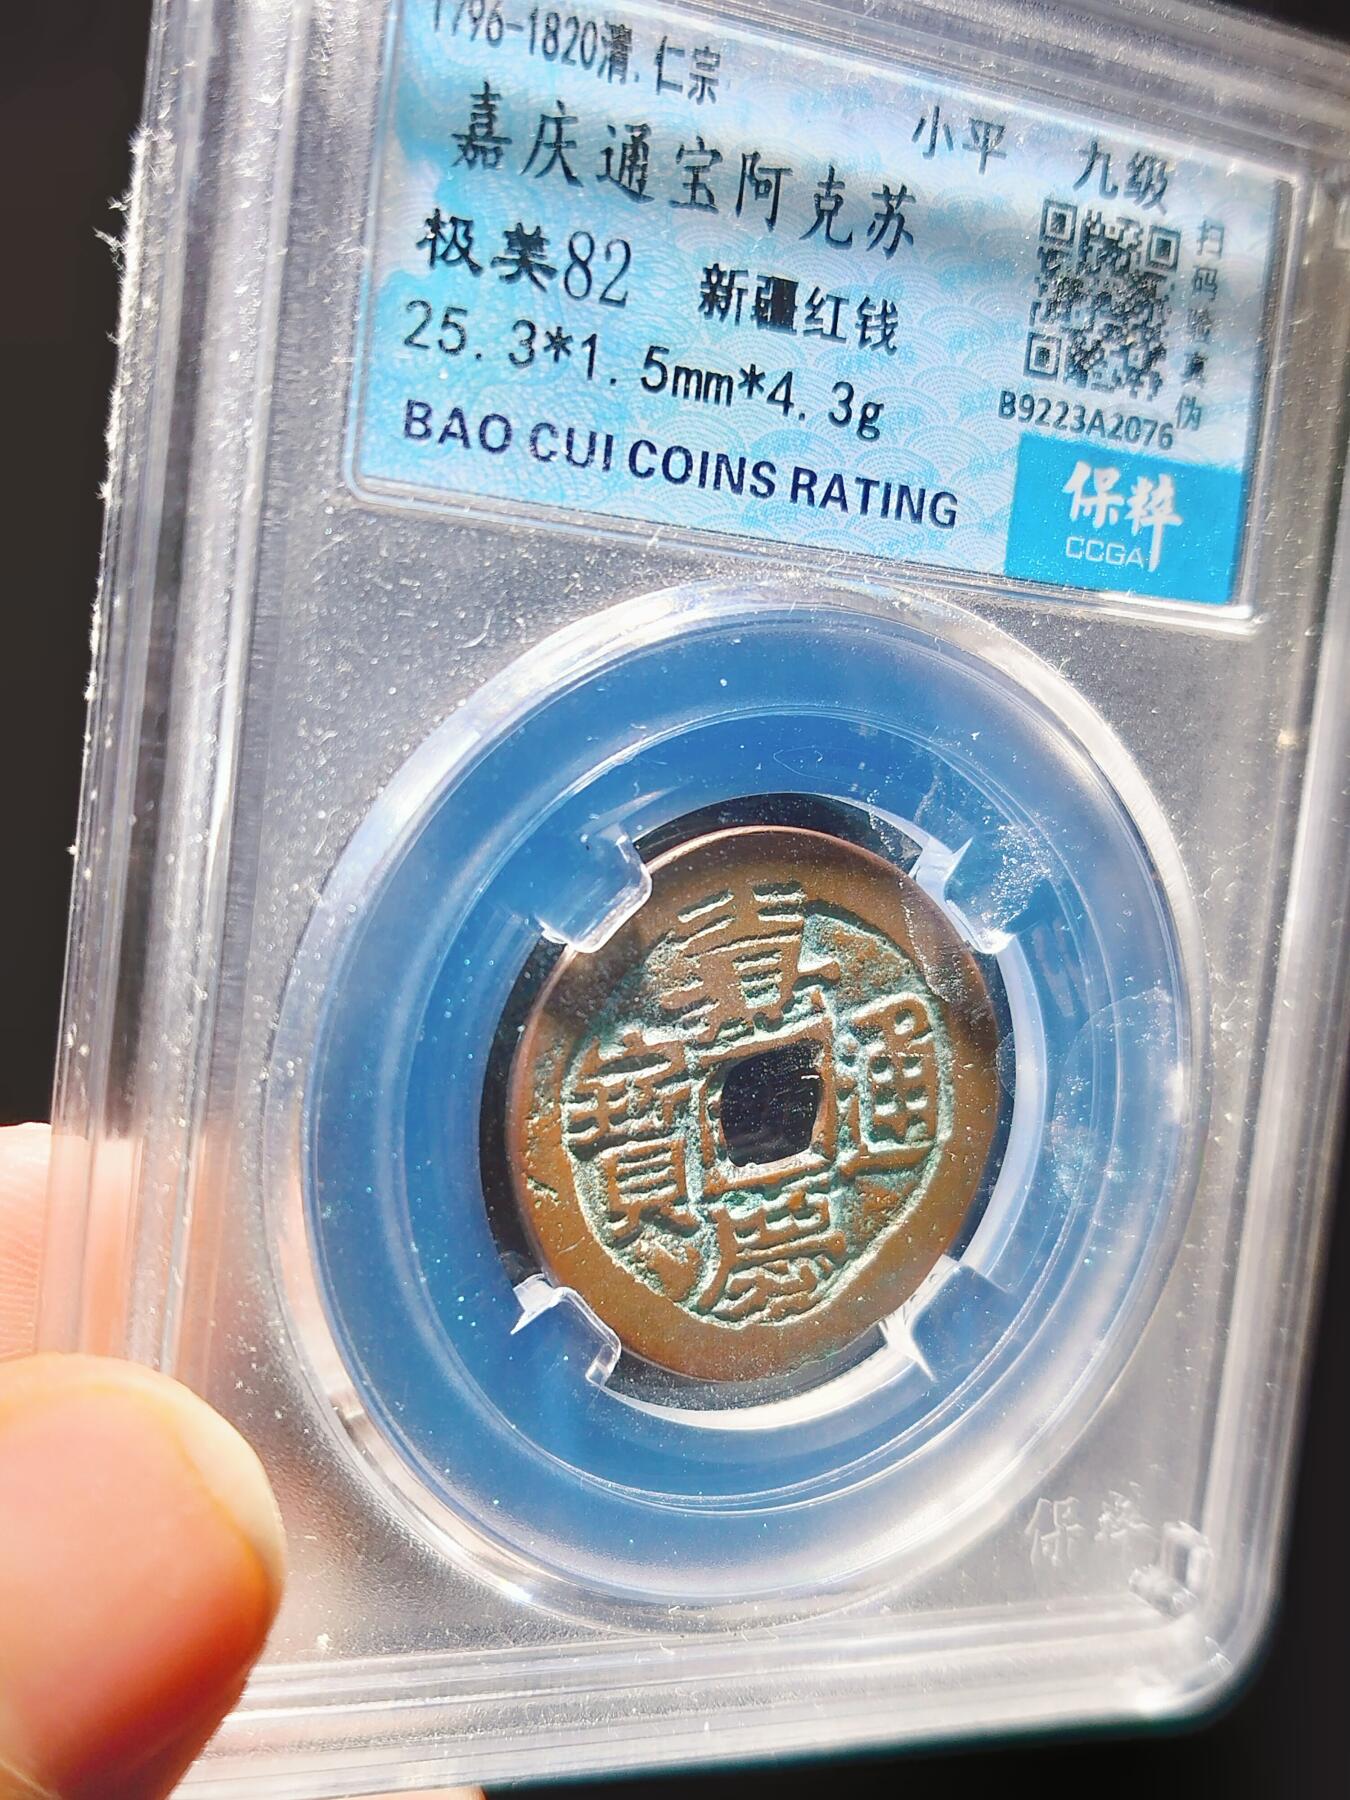 1796-1820清.仁宗
小平 九级
嘉庆通宝阿克苏
极美82 新疆红钱
25.3*1.5mm*4.3g
BAO CUI COINS RATING
扫码验真伪
B9223A2076
保粹
CCGA
嘉
通
寶
慶
保粹